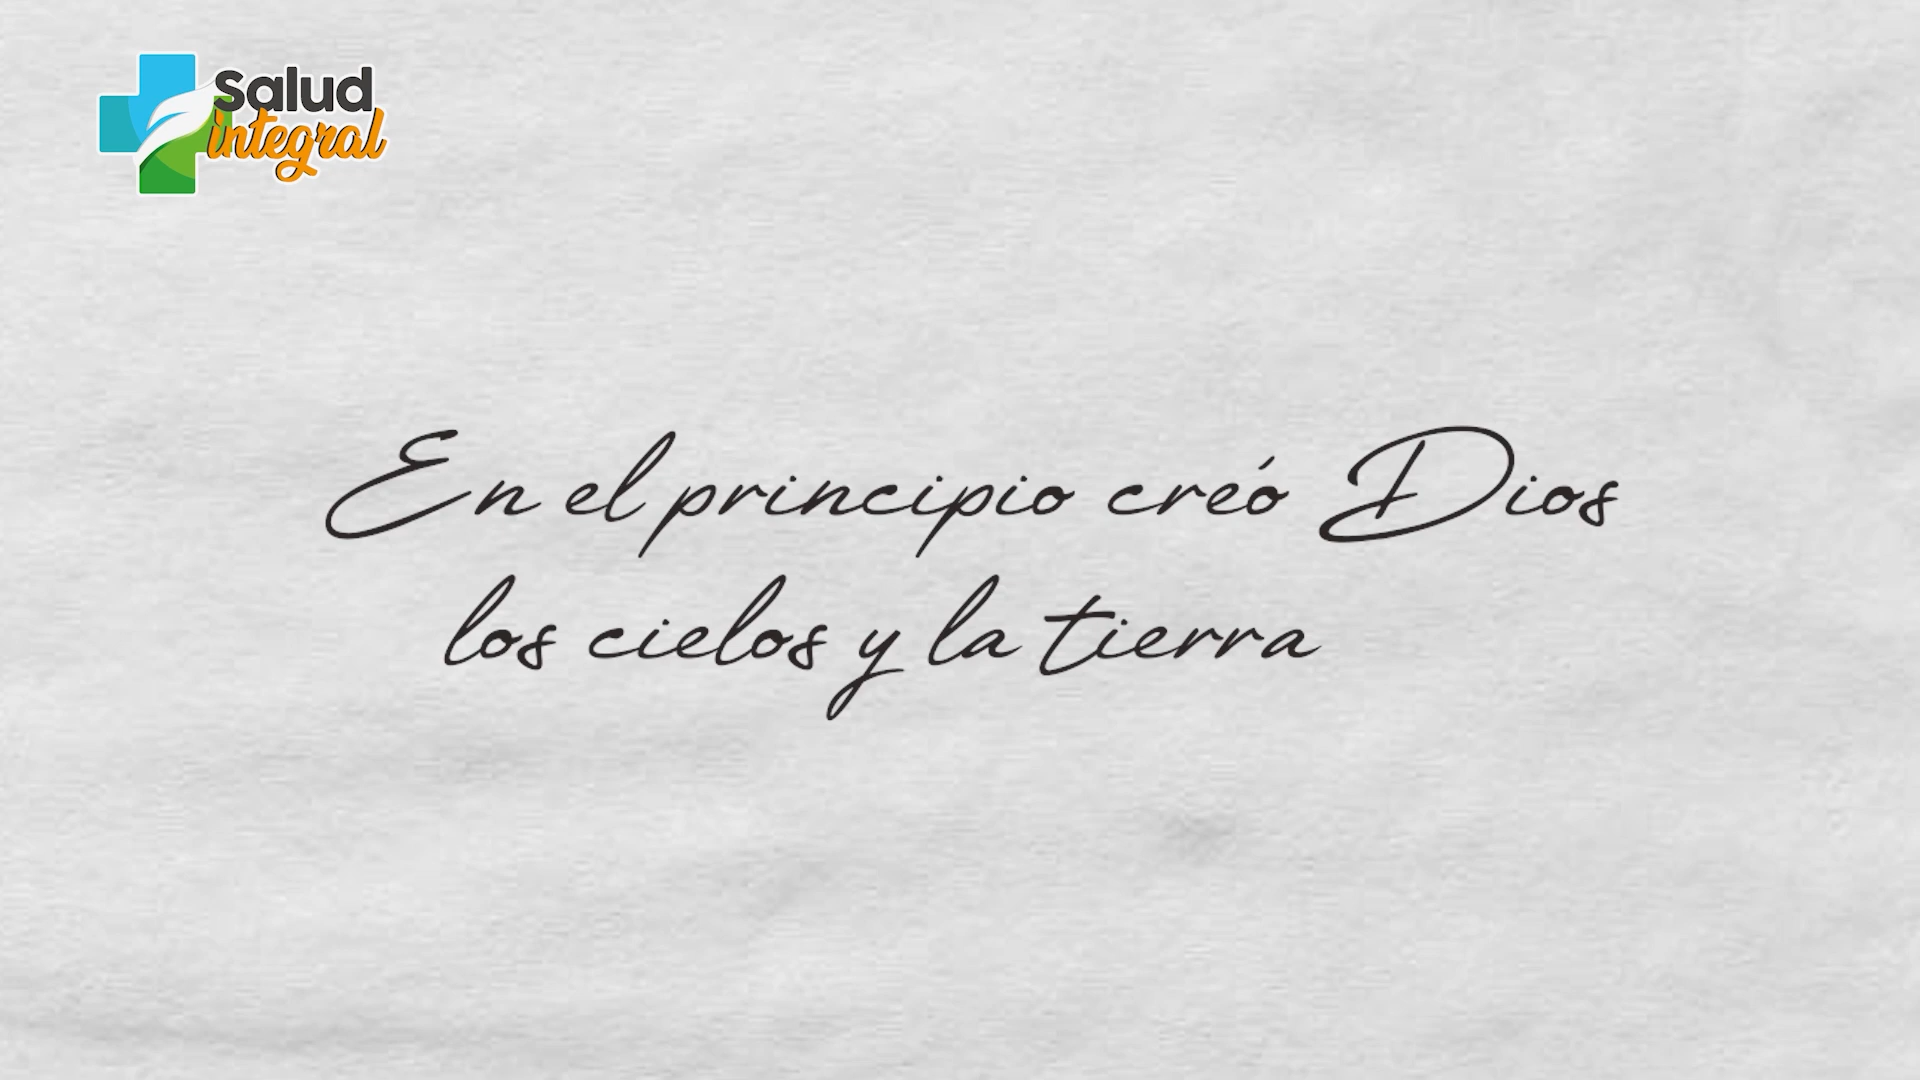 Salud
integral
En el principio creó Dios
los cielos y la tierra